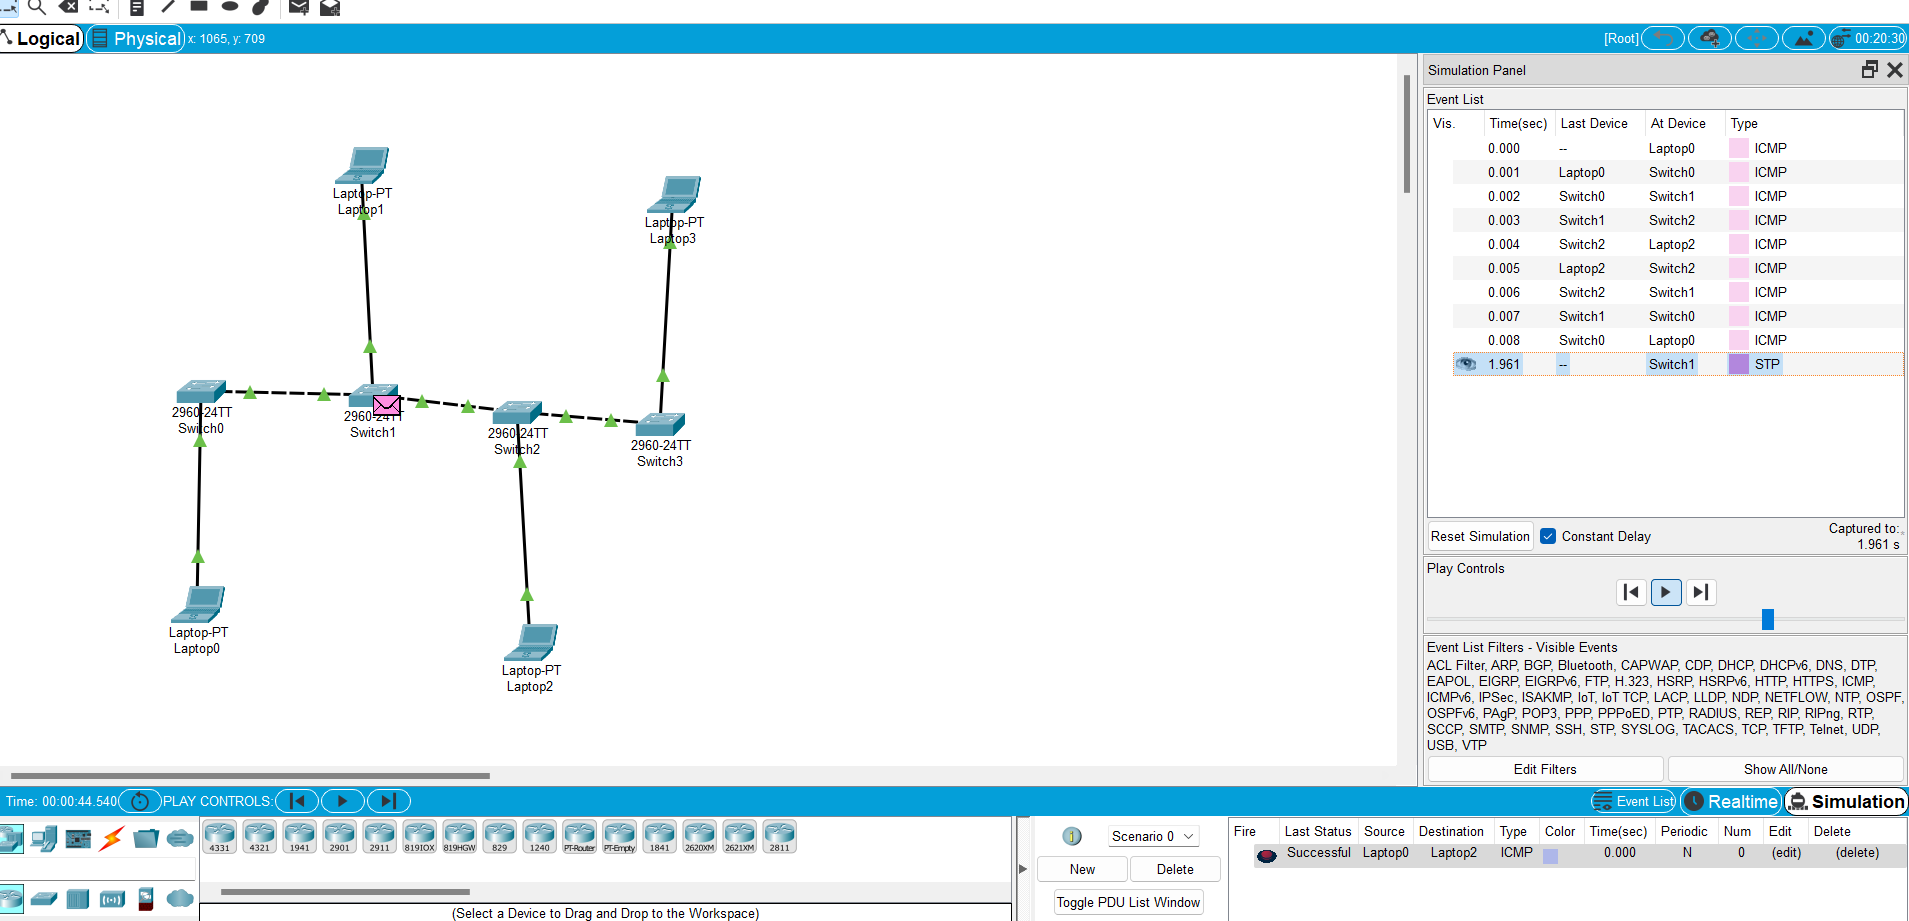 Logical
Physical
x: 1065, y: 709
[Root]
00:20:30
Simulation Panel
Event List
Vis. Time(sec) Last Device At Device Type
0.000 -- Laptop0 ICMP
0.001 Laptop0 Switch0 ICMP
0.002 Switch0 Switch1 ICMP
0.003 Switch1 Switch2 ICMP
0.004 Switch2 Laptop2 ICMP
0.005 Laptop2 Switch2 ICMP
0.006 Switch2 Switch1 ICMP
0.007 Switch1 Switch0 ICMP
0.008 Switch0 Laptop0 ICMP
1.961 -- Switch1 STP
Laptop-PT
Laptop1
Laptop-PT
Laptop3
2960-24TT
Switch0
2960-24TT
Switch1
2960-24TT
Switch2
2960-24TT
Switch3
Laptop-PT
Laptop0
Laptop-PT
Laptop2
Reset Simulation
Constant Delay
Captured to:
1.961 s
Play Controls
Event List Filters - Visible Events
ACL Filter, ARP, BGP, Bluetooth, CAPWAP, CDP, DHCP, DHCPv6, DNS, DTP,
EAPOL, EIGRP, EIGRPv6, FTP, H.323, HSRP, HSRPv6, HTTP, HTTPS, ICMP,
ICMPv6, IPSec, ISAKMP, IoT, IoT TCP, LACP, LLDP, NDP, NETFLOW, NTP, OSPF,
OSPFv6, PAgP, POP3, PPP, PPPoED, PTP, RADIUS, REP, RIP, RIPng, RTP,
SCCP, SMTP, SNMP, SSH, STP, SYSLOG, TACACS, TCP, TFTP, Telnet, UDP,
USB, VTP
Edit Filters
Show All/None
Time: 00:00:44.540
PLAY CONTROLS:
Event List
Realtime
Simulation
4331 4321 1941 2901 2911 819IOX 819HGW 829 1240 PT-Router PT-Empty 1841 2620XM 2621XM 2811
(Select a Device to Drag and Drop to the Workspace)
Scenario 0
New
Delete
Toggle PDU List Window
Fire Last Status Source Destination Type Color Time(sec) Periodic Num Edit Delete
Successful Laptop0 Laptop2 ICMP 0.000 N 0 (edit) (delete)